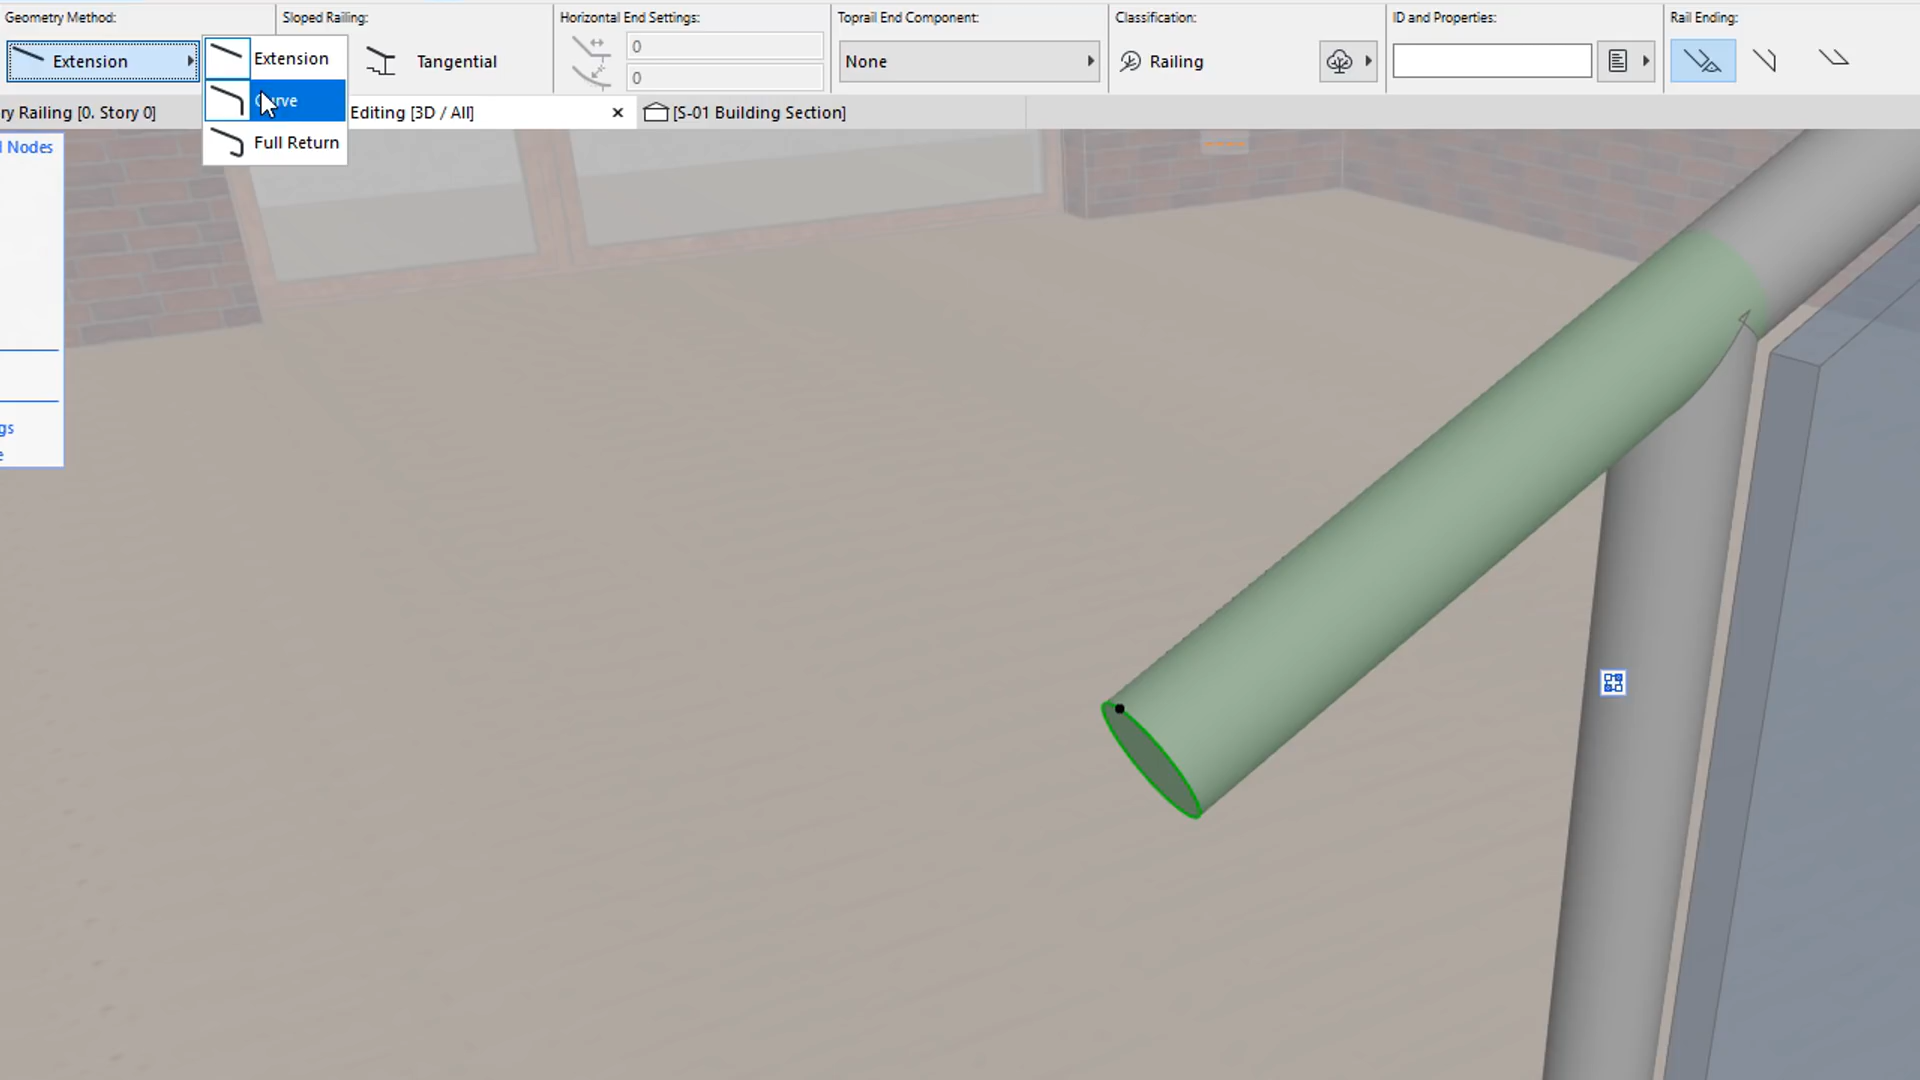 Geometry Method:
Sloped Railing:
Horizontal End Settings:
Toprail End Component:
Classification:
ID and Properties:
Rail Ending:
Extension
Extension
Tangential
0
0
None
Railing
Full Return
ry Railing [0. Story 0]
Editing [3D / All]
[S-01 Building Section]
l Nodes
gs
e